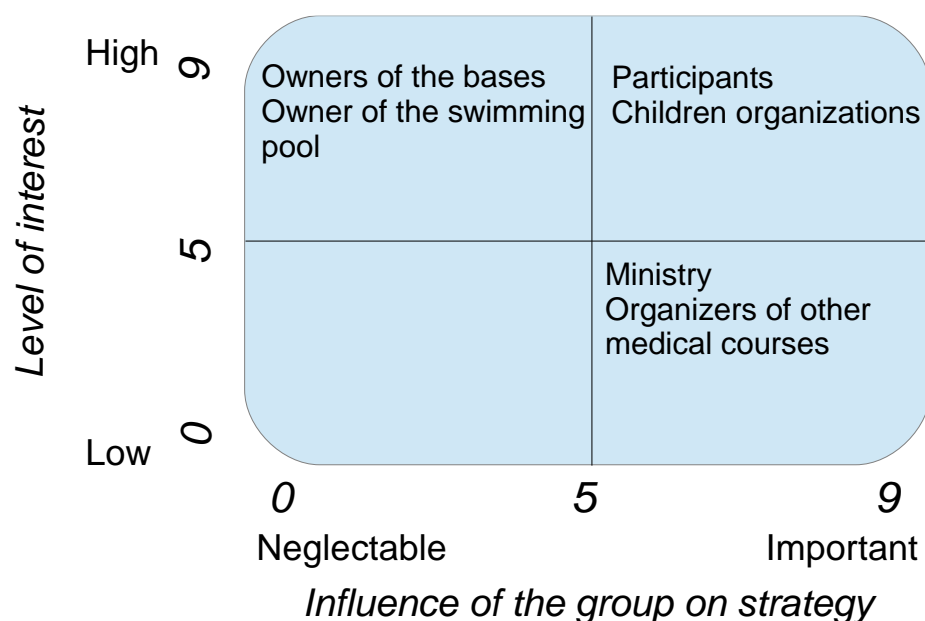 High
9
Owners of the bases
Owner of the swimming
pool
Participants
Children organizations
Level of interest
5
Ministry
Organizers of other
medical courses
0
Low
0
5
9
Neglectable
Important
Influence of the group on strategy